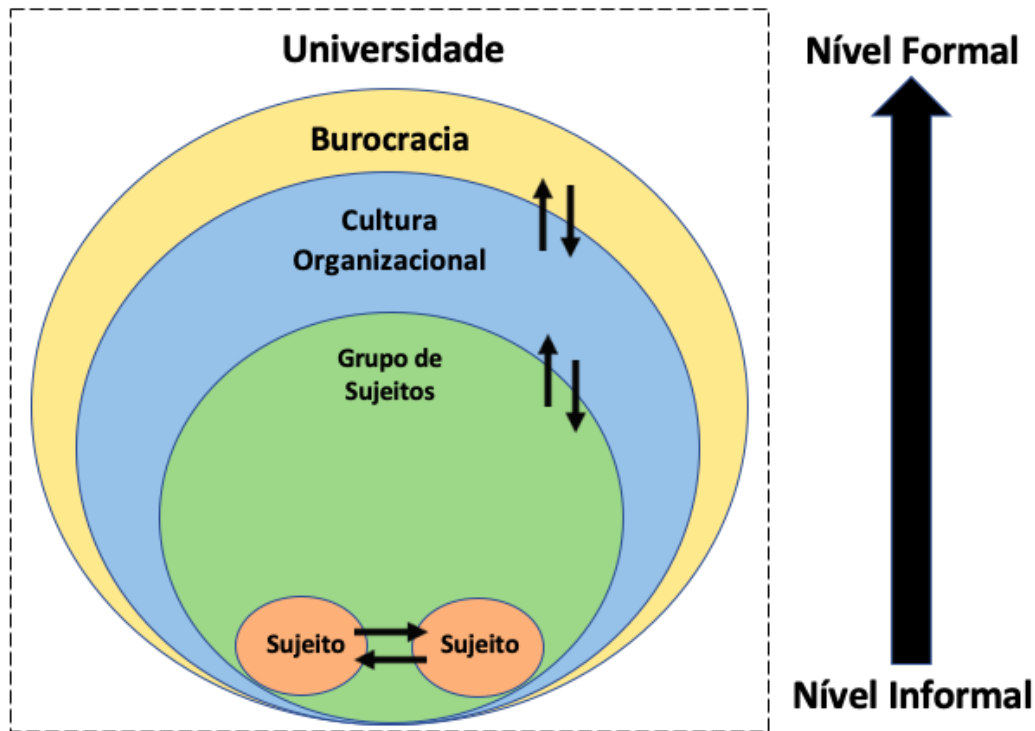 Universidade
Nível Formal
Burocracia
Cultura
Organizacional
Grupo de
Sujeitos
Sujeito
Sujeito
Nível Informal